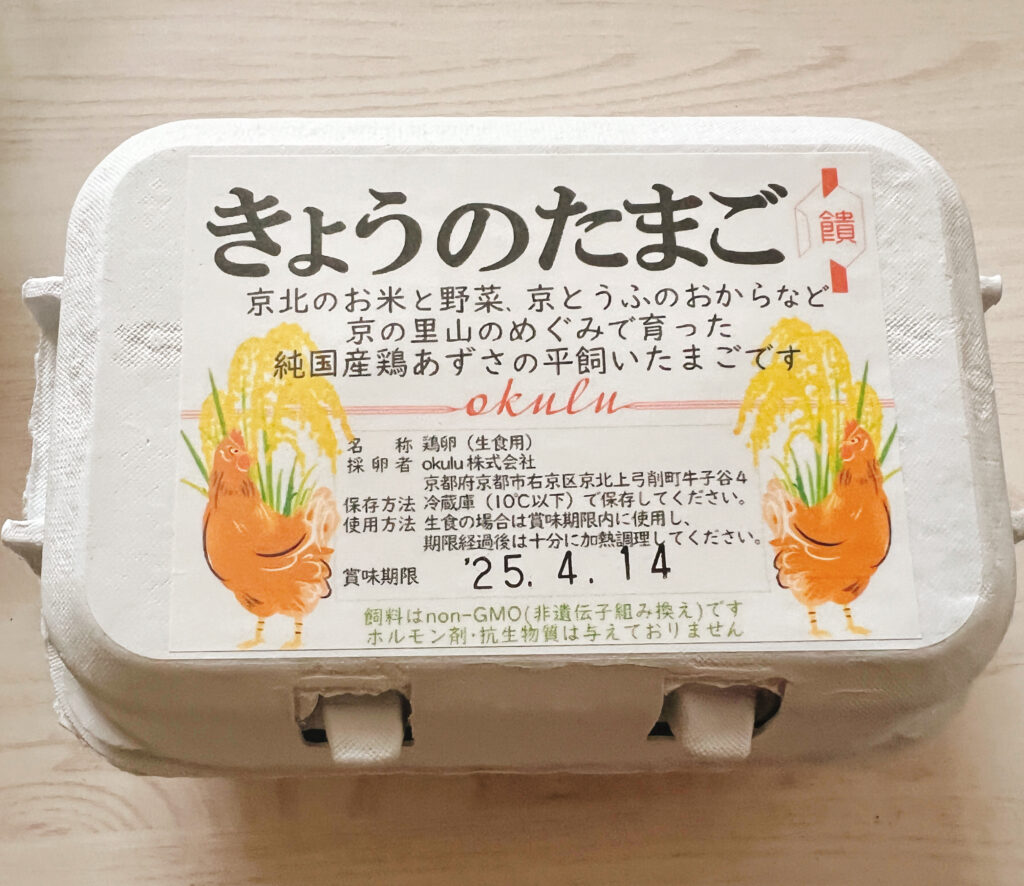 きょうのたまご
饋
京北のお米と野菜、京とうふのおからなど
京の里山のめぐみで育った
純国産鶏あずさの平飼いたまごです
okulu
名 称 鶏卵（生食用）
採卵者 okulu株式会社
京都府京都市右京区京北上弓削町牛子谷4
保存方法 冷蔵庫（10℃以下）で保存してください。
使用方法 生食の場合は賞味期限内に使用し、
期限経過後は十分に加熱調理してください。
賞味期限 '25.4.14
飼料はnon-GMO(非遺伝子組み換え)です
ホルモン剤・抗生物質は与えておりません